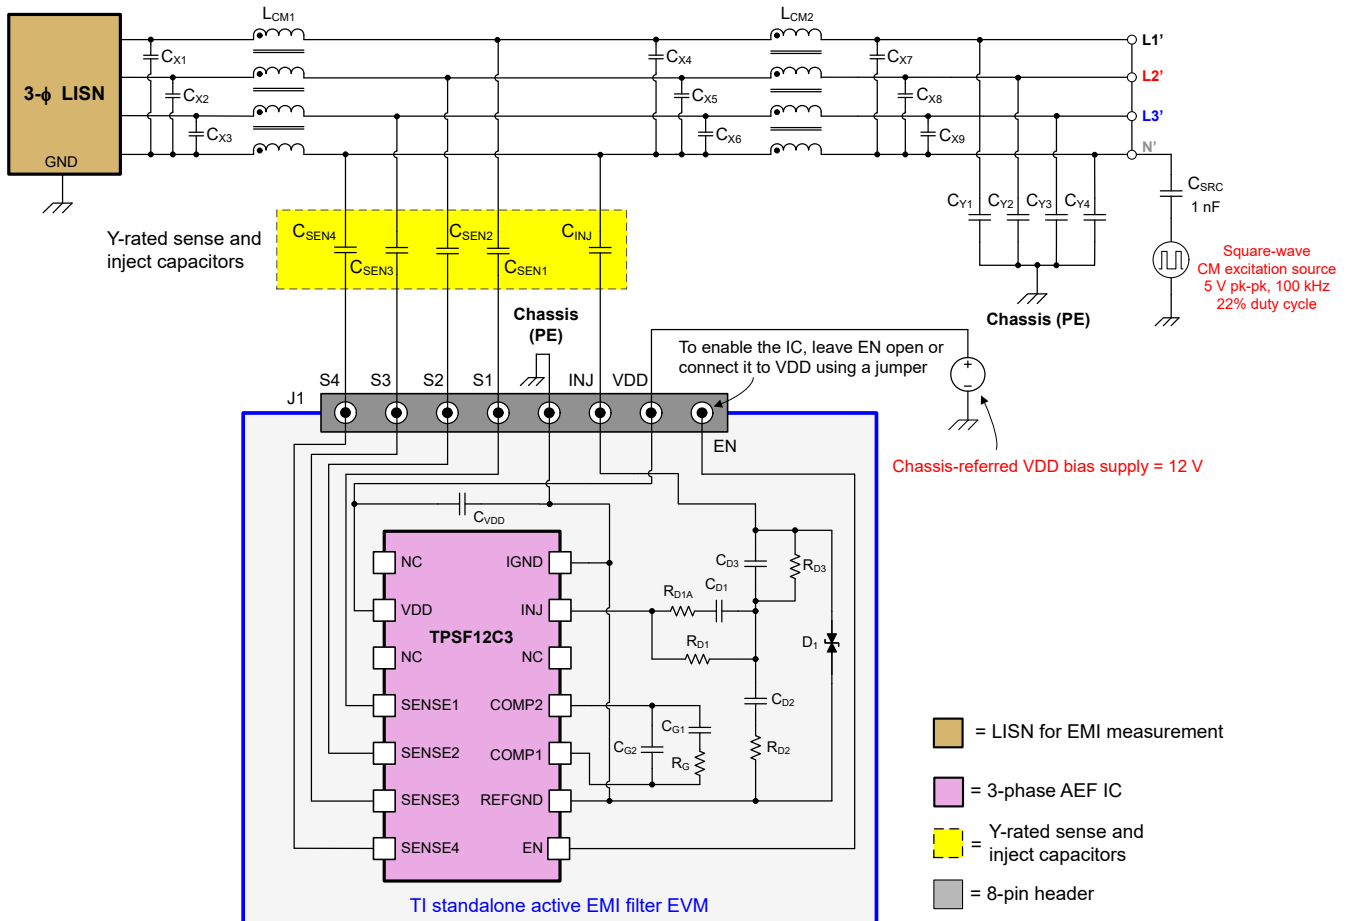 LCM1
LCM2
CX1
CX4
CX7
L1'
CX2
CX5
CX8
L2'
3-ϕ LISN
CX3
CX6
CX9
L3'
GND
N'
CSRC
1 nF
CY1
CY2
CY3
CY4
Y-rated sense and
inject capacitors
CSEN4
CSEN3
CSEN2
CSEN1
CINJ
Square-wave
CM excitation source
5 V pk-pk, 100 kHz
22% duty cycle
Chassis (PE)
Chassis
(PE)
To enable the IC, leave EN open or
connect it to VDD using a jumper
+
−
J1
S4
S3
S2
S1
INJ
VDD
EN
Chassis-referred VDD bias supply = 12 V
CVDD
NC
IGND
VDD
INJ
TPSF12C3
NC
NC
SENSE1
COMP2
SENSE2
COMP1
SENSE3
REFGND
SENSE4
EN
CD3
RD3
RD1A
CD1
RD1
D1
CD2
RD2
CG1
CG2
RG
TI standalone active EMI filter EVM
= LISN for EMI measurement
= 3-phase AEF IC
= Y-rated sense and
inject capacitors
= 8-pin header